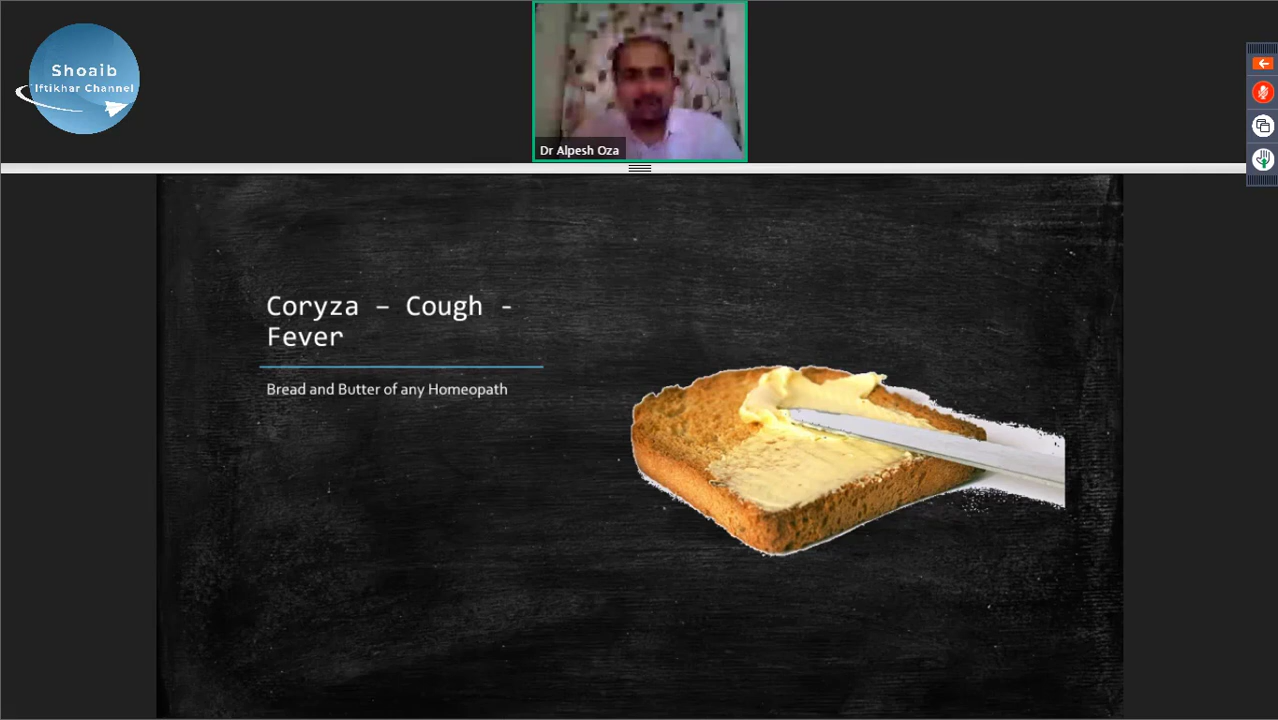 Shoaib
Iftikhar Channel
Dr Alpesh Oza
Coryza – Cough -
Fever
Bread and Butter of any Homeopath